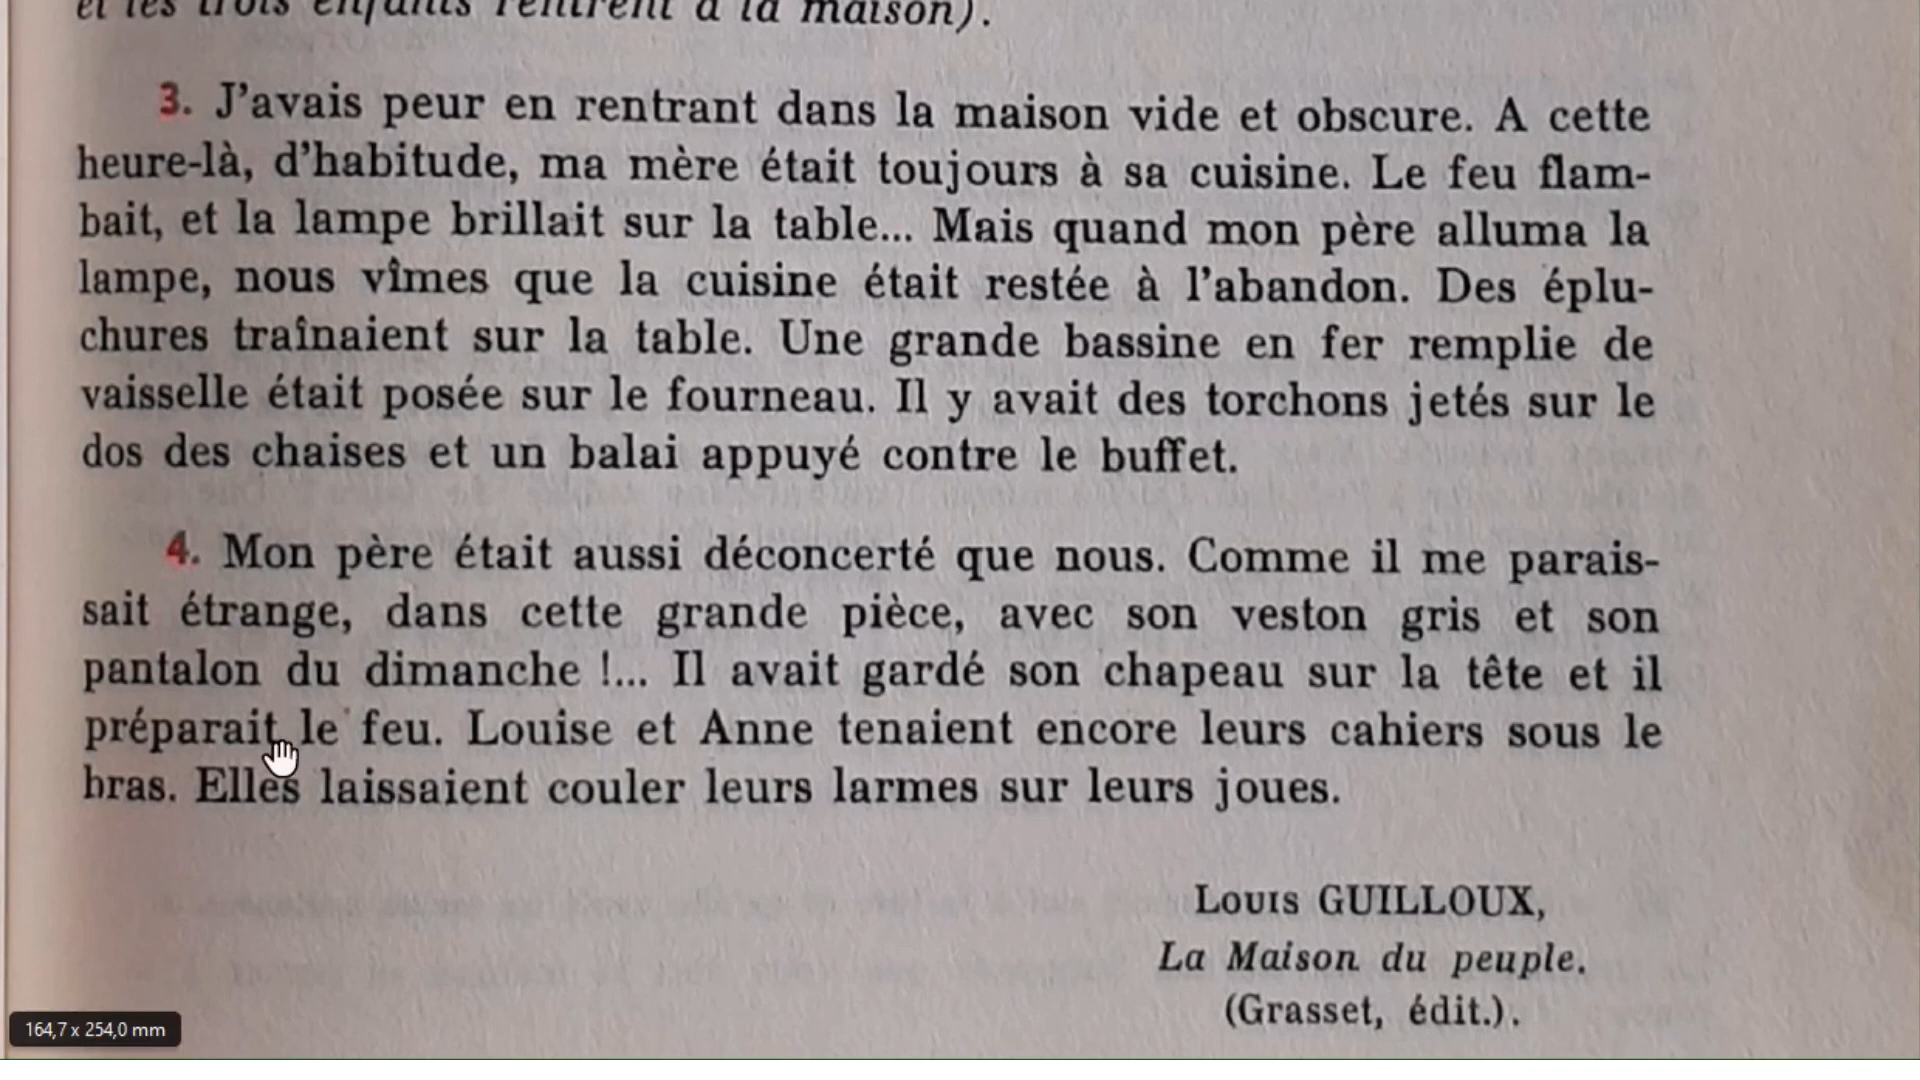 et les trois enfants rentrent à la maison).
3. J'avais peur en rentrant dans la maison vide et obscure. A cette
heure-là, d'habitude, ma mère était toujours à sa cuisine. Le feu flam-
bait, et la lampe brillait sur la table... Mais quand mon père alluma la
lampe, nous vîmes que la cuisine était restée à l'abandon. Des éplu-
chures traînaient sur la table. Une grande bassine en fer remplie de
vaisselle était posée sur le fourneau. Il y avait des torchons jetés sur le
dos des chaises et un balai appuyé contre le buffet.
4. Mon père était aussi déconcerté que nous. Comme il me parais-
sait étrange, dans cette grande pièce, avec son veston gris et son
pantalon du dimanche !... Il avait gardé son chapeau sur la tête et il
préparait le feu. Louise et Anne tenaient encore leurs cahiers sous le
bras. Elles laissaient couler leurs larmes sur leurs joues.
Louis GUILLOUX,
La Maison du peuple.
(Grasset, édit.).
164,7 x 254,0 mm